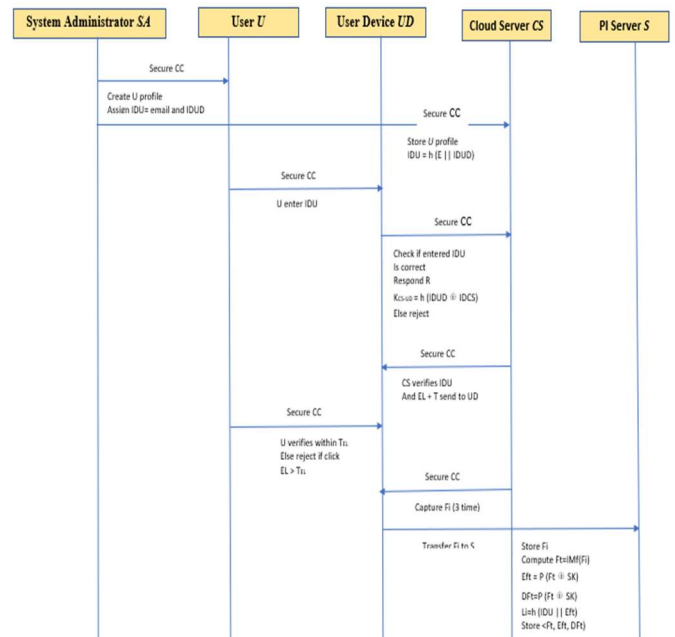 System Administrator SA
User U
User Device UD
Cloud Server CS
PI Server S
Secure CC
Create U profile
Assign IDU= email and IDUD
Secure CC
Store U profile
IDU = h (E || IDUD)
Secure CC
U enter IDU
Secure CC
Check if entered IDU
Is correct
Respond R
KCS-UD = h (IDUD ⊕ IDCS)
Else reject
Secure CC
CS verifies IDU
And EL + T send to UD
Secure CC
U verifies within TEL
Else reject if click
EL > TEL
Secure CC
Capture Fi (3 time)
Transfer Fi to S
Store Fi
Compute Ft=iMf(Fi)
Eft = P (Ft ⊕ SK)
DFt=P (Ft ⊕ SK)
Li=h (IDU || Eft)
Store <Ft, Eft, DFt)